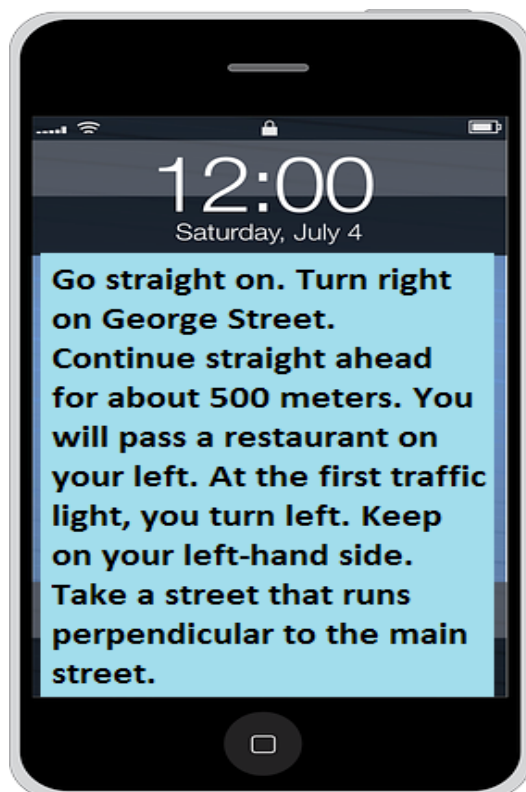 12:00
Saturday, July 4
Go straight on. Turn right
on George Street.
Continue straight ahead
for about 500 meters. You
will pass a restaurant on
your left. At the first traffic
light, you turn left. Keep
on your left-hand side.
Take a street that runs
perpendicular to the main
street.